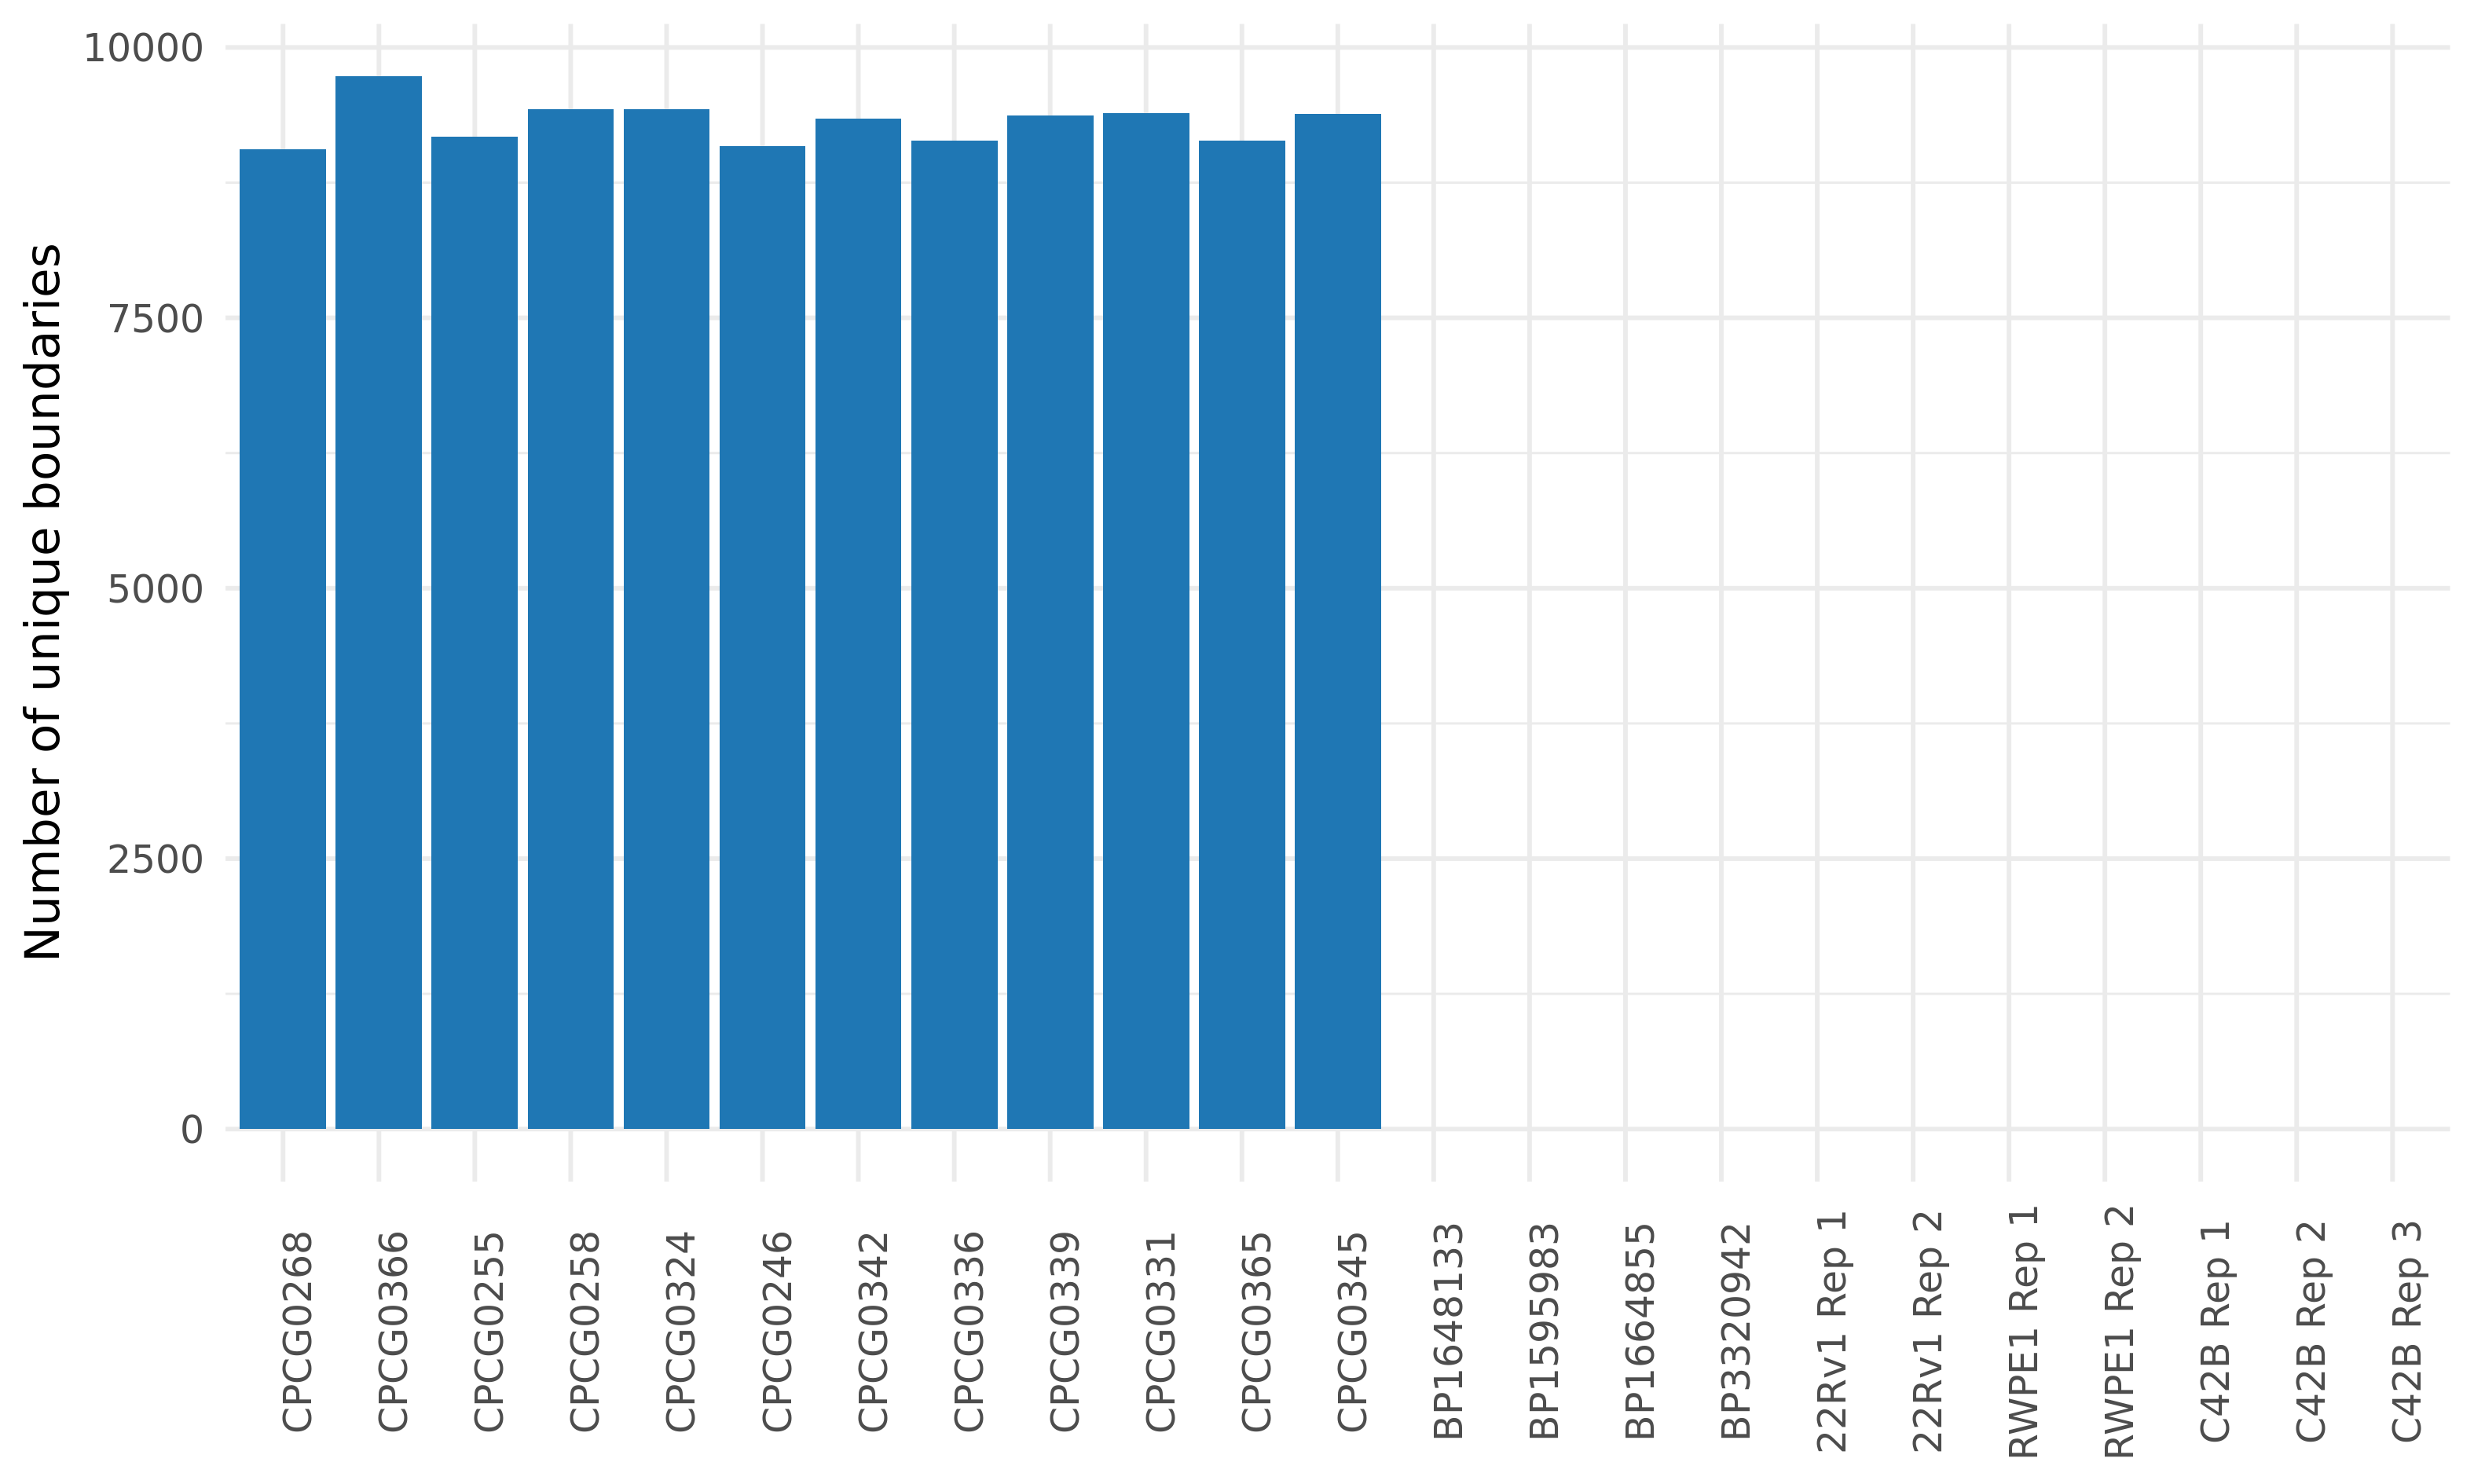 Number of unique boundaries
10000
7500
5000
2500
0
CPCG0268
CPCG0366
CPCG0255
CPCG0258
CPCG0324
CPCG0246
CPCG0342
CPCG0336
CPCG0339
CPCG0331
CPCG0365
CPCG0345
BP1648133
BP1595983
BP1664855
BP3320942
22Rv1 Rep 1
22Rv1 Rep 2
RWPE1 Rep 1
RWPE1 Rep 2
C42B Rep 1
C42B Rep 2
C42B Rep 3